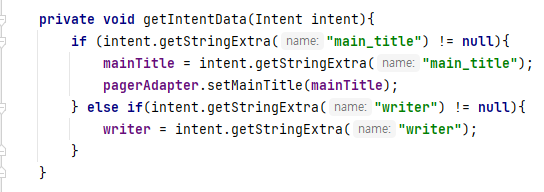 private void getIntentData(Intent intent){
if (intent.getStringExtra( name: "main_title") != null){
mainTitle = intent.getStringExtra( name: "main_title");
pagerAdapter.setMainTitle(mainTitle);
} else if(intent.getStringExtra( name: "writer") != null){
writer = intent.getStringExtra( name: "writer");
}
}